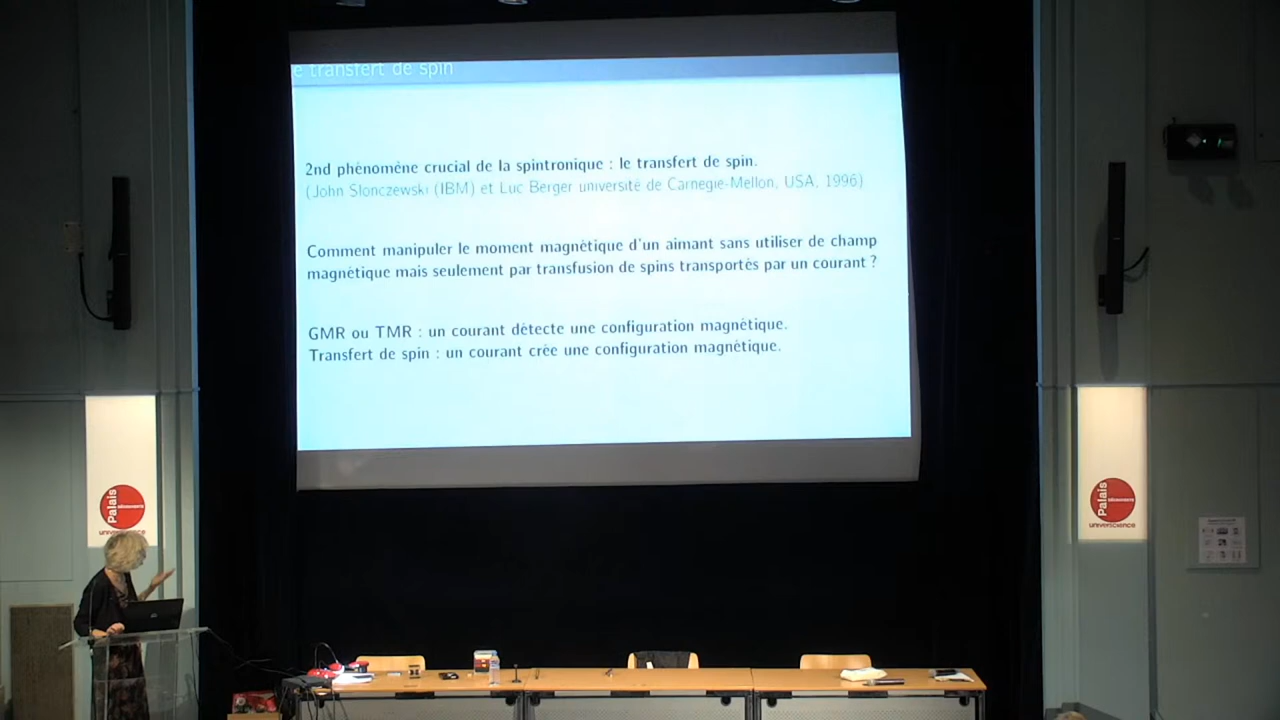 e transfert de spin
2nd phénomène crucial de la spintronique : le transfert de spin.
(John Slonczewski (IBM) et Luc Berger université de Carnegie-Mellon, USA, 1996)
Comment manipuler le moment magnétique d'un aimant sans utiliser de champ
magnétique mais seulement par transfusion de spins transportés par un courant ?
GMR ou TMR : un courant détecte une configuration magnétique.
Transfert de spin : un courant crée une configuration magnétique.
Palais
découverte
universcience
Palais
découverte
universcience